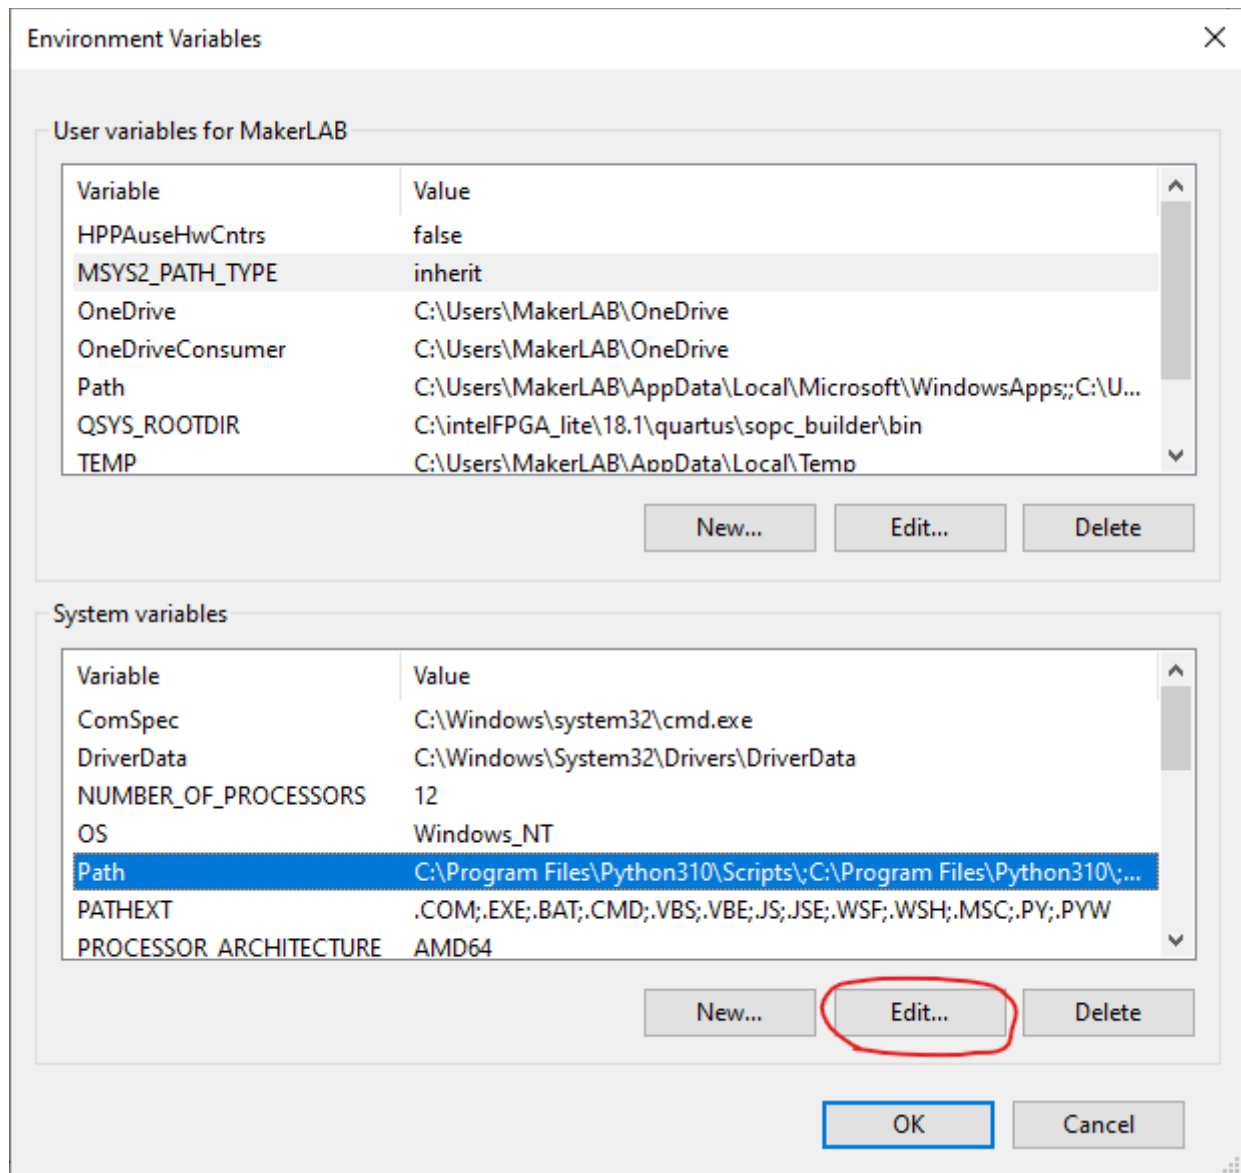 Environment Variables
User variables for MakerLAB
Variable Value
HPPAuseHwCntrs false
MSYS2_PATH_TYPE inherit
OneDrive C:\Users\MakerLAB\OneDrive
OneDriveConsumer C:\Users\MakerLAB\OneDrive
Path C:\Users\MakerLAB\AppData\Local\Microsoft\WindowsApps;;C:\U...
QSYS_ROOTDIR C:\intelFPGA_lite\18.1\quartus\sopc_builder\bin
TEMP C:\Users\MakerLAB\AppData\Local\Temp
New... Edit... Delete
System variables
Variable Value
ComSpec C:\Windows\system32\cmd.exe
DriverData C:\Windows\System32\Drivers\DriverData
NUMBER_OF_PROCESSORS 12
OS Windows_NT
Path C:\Program Files\Python310\Scripts\;C:\Program Files\Python310\;...
PATHEXT .COM;.EXE;.BAT;.CMD;.VBS;.VBE;.JS;.JSE;.WSF;.WSH;.MSC;.PY;.PYW
PROCESSOR_ARCHITECTURE AMD64
New... Edit... Delete
OK Cancel